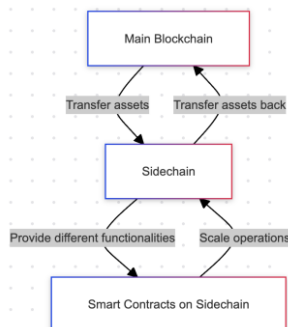 Main Blockchain
Transfer assets
Transfer assets back
Sidechain
Provide different functionalities
Scale operations
Smart Contracts on Sidechain